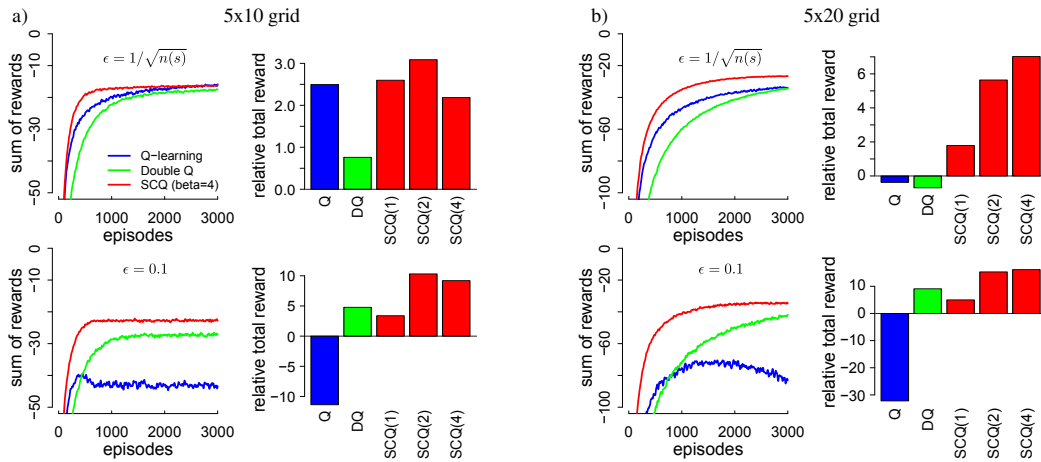 a) 5x10 grid
b) 5x20 grid
sum of rewards
0
−10
−30
−50
ϵ = 1/√n(s)
Q−learning
Double Q
SCQ (beta=4)
0 1000 2000 3000
episodes
relative total reward
3.0
2.0
1.0
0.0
Q
DQ
SCQ(1)
SCQ(2)
SCQ(4)
sum of rewards
0
−20
−60
−100
ϵ = 1/√n(s)
0 1000 2000 3000
episodes
relative total reward
6
4
2
0
Q
DQ
SCQ(1)
SCQ(2)
SCQ(4)
sum of rewards
0
−10
−30
−50
ϵ = 0.1
0 1000 2000 3000
episodes
relative total reward
10
5
0
−10
Q
DQ
SCQ(1)
SCQ(2)
SCQ(4)
sum of rewards
0
−20
−60
−100
ϵ = 0.1
0 1000 2000 3000
episodes
relative total reward
10
0
−10
−30
Q
DQ
SCQ(1)
SCQ(2)
SCQ(4)